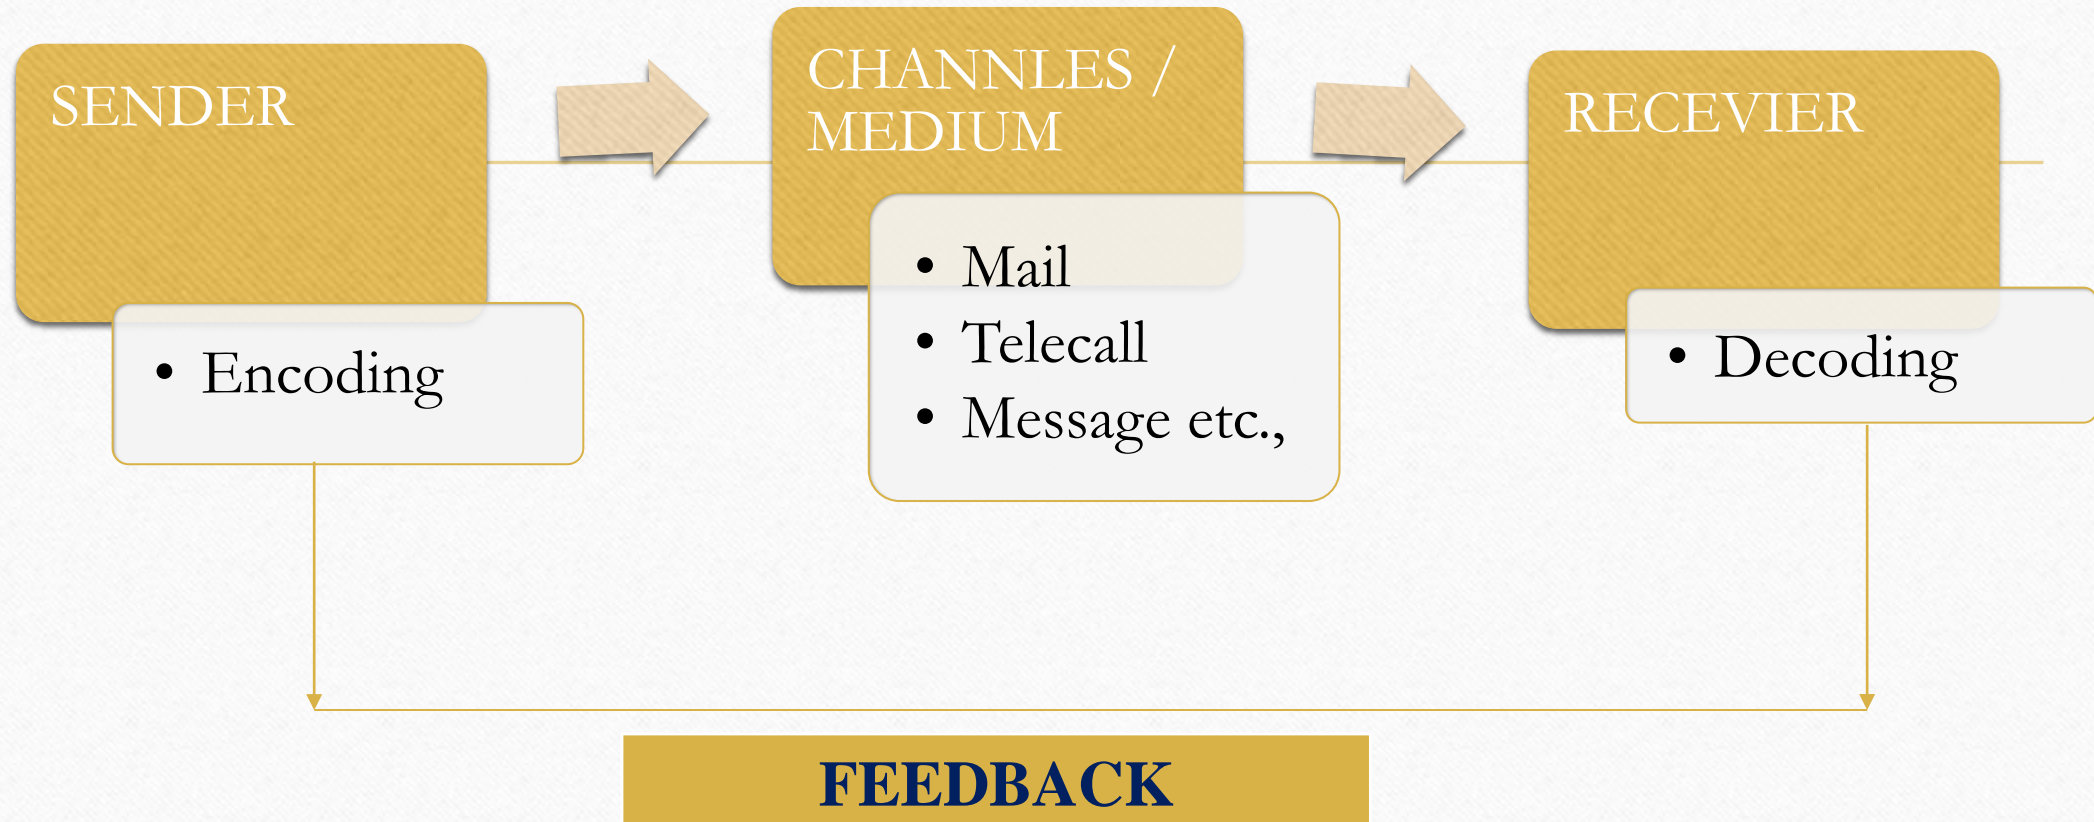 SENDER
• Encoding
CHANNLES /
MEDIUM
• Mail
• Telecall
• Message etc.,
RECEVIER
• Decoding
FEEDBACK